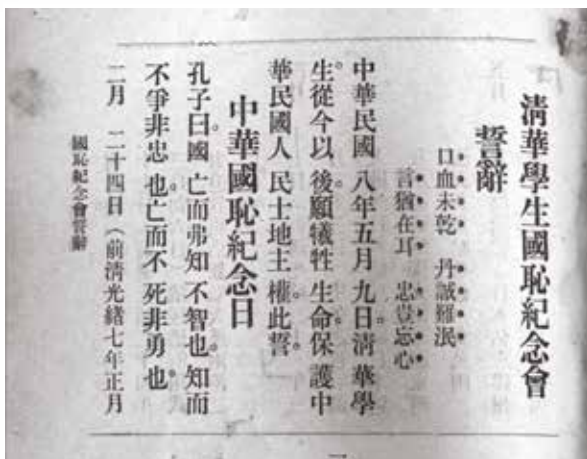 清華學生國恥紀念會
誓辭
口血未乾　丹誠難泯
言猶在耳　忠豈忘心
中華民國八年五月九日清華學
生。從今以後。願犧牲生命保護中
華民國人民土地主權。此誓。
中華國恥紀念日
孔子曰。國亡而弗知。不智也。知而
不爭。非忠也。亡而不死。非勇也。
二月　二十四日（前清光緒七年正月
國恥紀念會誓辭
一